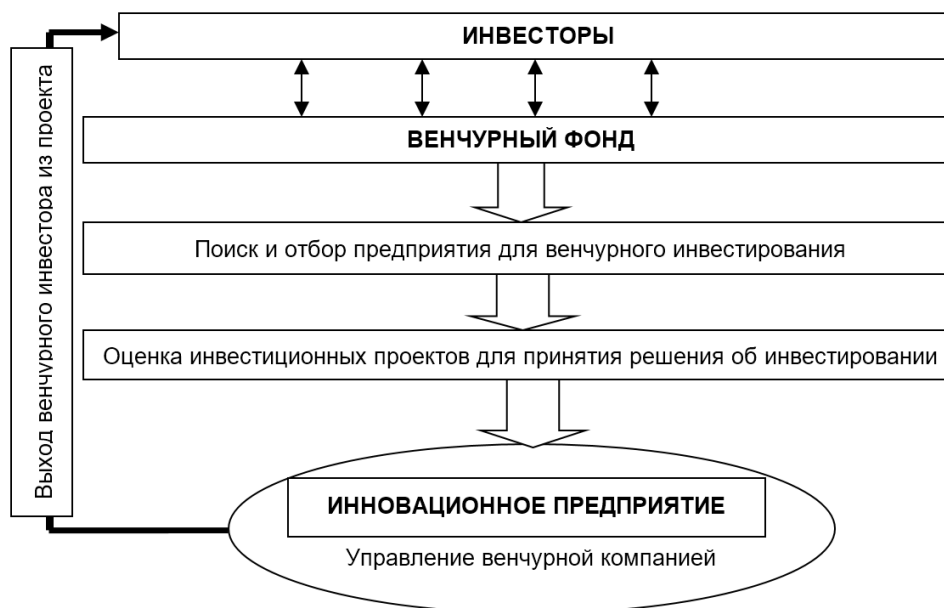 ИНВЕСТОРЫ
ВЕНЧУРНЫЙ ФОНД
Поиск и отбор предприятия для венчурного инвестирования
Оценка инвестиционных проектов для принятия решения об инвестировании
ИННОВАЦИОННОЕ ПРЕДПРИЯТИЕ
Управление венчурной компанией
Выход венчурного инвестора из проекта